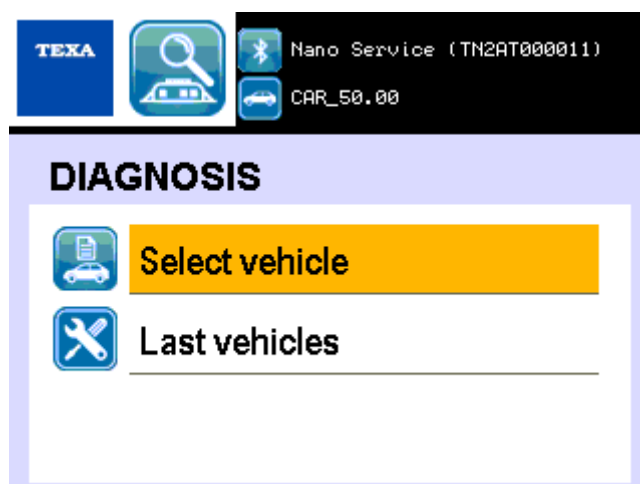 TEXA
Nano Service (TN2AT000011)
CAR_50.00
DIAGNOSIS
Select vehicle
Last vehicles